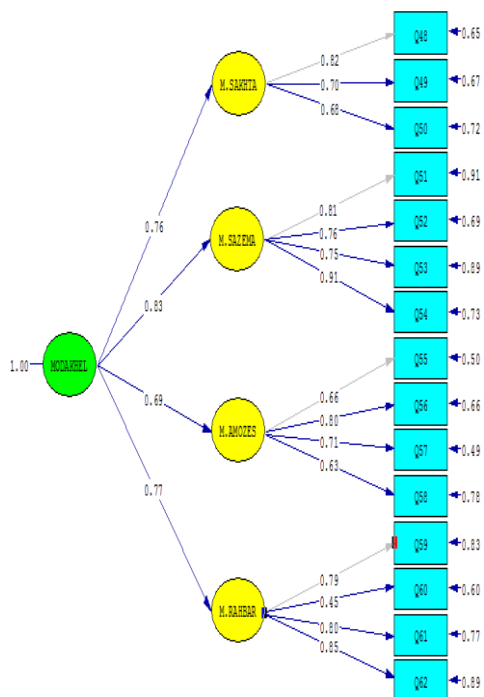 Q48
0.65
0.82
M.SAKHTA
0.70
Q49
0.67
0.68
Q50
0.72
Q51
0.91
0.81
M.SAZEMA
0.76
Q52
0.69
0.76
0.75
Q53
0.89
0.91
0.83
Q54
0.73
1.00
MODAKHEL
Q55
0.50
0.69
0.66
M.AMOZES
0.80
Q56
0.66
0.71
Q57
0.49
0.63
Q58
0.78
0.77
Q59
0.83
0.79
M.RAHBAR
0.45
Q60
0.60
0.80
Q61
0.77
0.85
Q62
0.89